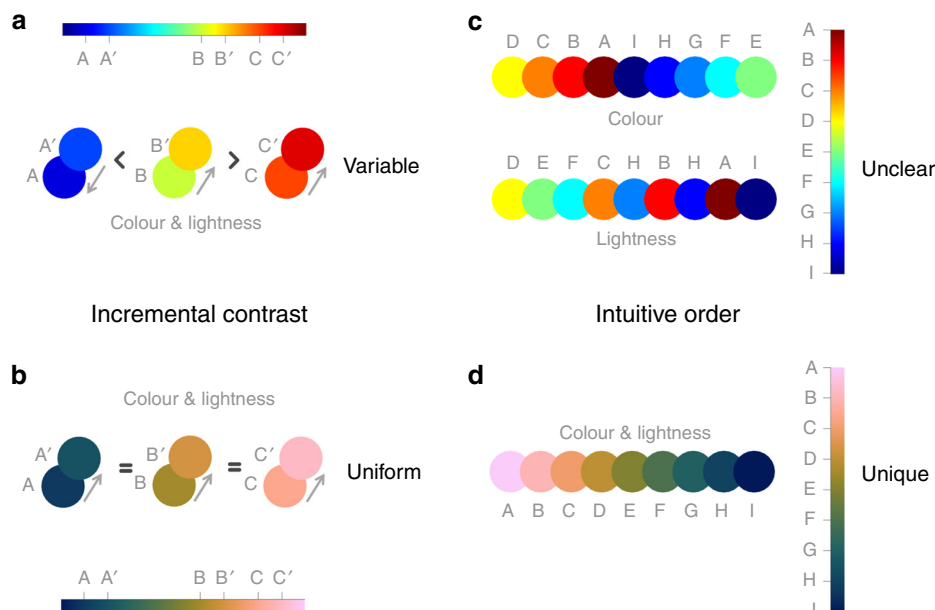 a
A A′ B B′ C C′
A′ B′ C′
A < B > C
Variable
Colour & lightness
Incremental contrast
b
Colour & lightness
A′ B′ C′
A = B = C
Uniform
A A′ B B′ C C′
c
D C B A I H G F E
Colour
D E F C H B H A I
Lightness
A
B
C
D
E
F
G
H
I
Unclear
Intuitive order
d
Colour & lightness
A B C D E F G H I
A
B
C
D
E
F
G
H
I
Unique